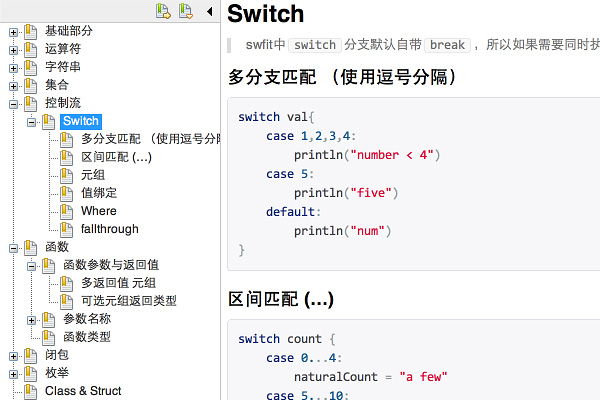 基础部分
运算符
字符串
集合
控制流
Switch
多分支匹配 （使用逗号分隔
区间匹配 (...)
元组
值绑定
Where
fallthrough
函数
函数参数与返回值
多返回值 元组
可选元组返回类型
参数名称
函数类型
闭包
枚举
Class & Struct
Switch
swfit中 switch 分支默认自带 break ，所以如果需要同时执
多分支匹配 （使用逗号分隔）
switch val{
case 1,2,3,4:
println("number < 4")
case 5:
println("five")
default:
println("num")
}
区间匹配 (...)
switch count {
case 0...4:
naturalCount = "a few"
case 5...10: